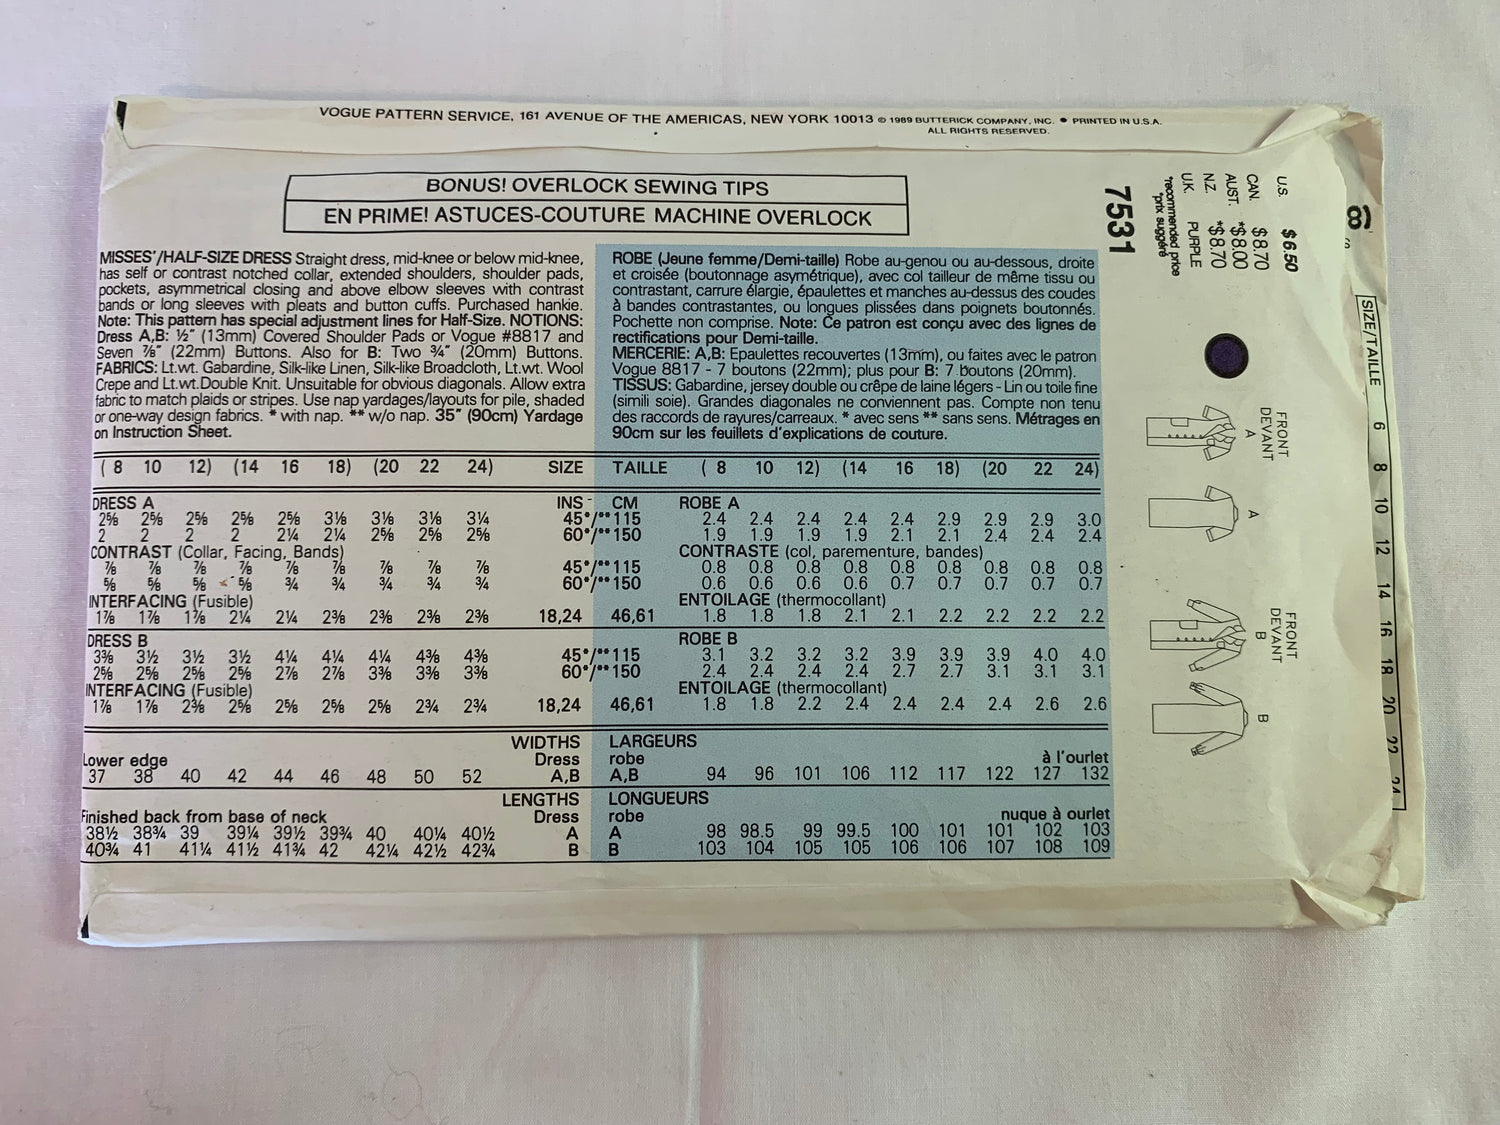 VOGUE PATTERN SERVICE, 161 AVENUE OF THE AMERICAS, NEW YORK 10013 © 1989 BUTTERICK COMPANY, INC. ● PRINTED IN U.S.A.
ALL RIGHTS RESERVED.
BONUS! OVERLOCK SEWING TIPS
EN PRIME! ASTUCES-COUTURE MACHINE OVERLOCK
MISSES'/HALF-SIZE DRESS Straight dress, mid-knee or below mid-knee,
has self or contrast notched collar, extended shoulders, shoulder pads,
pockets, asymmetrical closing and above elbow sleeves with contrast
bands or long sleeves with pleats and button cuffs. Purchased hankie.
Note: This pattern has special adjustment lines for Half-Size. NOTIONS:
Dress A,B: ½" (13mm) Covered Shoulder Pads or Vogue #8817 and
Seven ⅞" (22mm) Buttons. Also for B: Two ¾" (20mm) Buttons.
FABRICS: Lt.wt. Gabardine, Silk-like Linen, Silk-like Broadcloth, Lt.wt. Wool
Crepe and Lt.wt.Double Knit. Unsuitable for obvious diagonals. Allow extra
fabric to match plaids or stripes. Use nap yardages/layouts for pile, shaded
or one-way design fabrics. * with nap. ** w/o nap. 35" (90cm) Yardage
on Instruction Sheet.
ROBE (Jeune femme/Demi-taille) Robe au-genou ou au-dessous, droite
et croisée (boutonnage asymétrique), avec col tailleur de même tissu ou
contrastant, carrure élargie, épaulettes et manches au-dessus des coudes
à bandes contrastantes, ou longues plissées dans poignets boutonnés.
Pochette non comprise. Note: Ce patron est conçu avec des lignes de
rectifications pour Demi-taille.
MERCERIE: A,B: Epaulettes recouvertes (13mm), ou faites avec le patron
Vogue 8817 - 7 boutons (22mm); plus pour B: 7 boutons (20mm).
TISSUS: Gabardine, jersey double ou crêpe de laine légers - Lin ou toile fine
(simili soie). Grandes diagonales ne conviennent pas. Compte non tenu
des raccords de rayures/carreaux. * avec sens ** sans sens. Métrages en
90cm sur les feuillets d'explications de couture.
( 8 10 12) (14 16 18) (20 22 24) SIZE TAILLE ( 8 10 12) (14 16 18) (20 22 24)
DRESS A INS CM ROBE A
2⅝ 2⅝ 2⅝ 2⅝ 2⅝ 3⅛ 3⅛ 3⅛ 3¼ 45*/**115 2.4 2.4 2.4 2.4 2.4 2.9 2.9 2.9 3.0
2 2 2 2 2¼ 2¼ 2⅝ 2⅝ 2⅝ 60*/**150 1.9 1.9 1.9 1.9 2.1 2.1 2.4 2.4 2.4
CONTRAST (Collar, Facing, Bands) CONTRASTE (col, parementure, bandes)
⅞ ⅞ ⅞ ⅞ ⅞ ⅞ ⅞ ⅞ ⅞ 45*/**115 0.8 0.8 0.8 0.8 0.8 0.8 0.8 0.8 0.8
⅝ ⅝ ⅝ ⅝ ¾ ¾ ¾ ¾ ¾ 60*/**150 0.6 0.6 0.6 0.6 0.7 0.7 0.7 0.7 0.7
INTERFACING (Fusible) ENTOILAGE (thermocollant)
1⅞ 1⅞ 1⅞ 2¼ 2¼ 2⅜ 2⅜ 2⅜ 2⅜ 18,24 46,61 1.8 1.8 1.8 2.1 2.1 2.2 2.2 2.2 2.2
DRESS B ROBE B
3⅜ 3½ 3½ 3½ 4¼ 4¼ 4¼ 4⅜ 4⅜ 45*/**115 3.1 3.2 3.2 3.2 3.9 3.9 3.9 4.0 4.0
2⅝ 2⅝ 2⅝ 2⅝ 2⅞ 2⅞ 3⅜ 3⅜ 3⅜ 60*/**150 2.4 2.4 2.4 2.4 2.7 2.7 3.1 3.1 3.1
INTERFACING (Fusible) ENTOILAGE (thermocollant)
1⅞ 1⅞ 2⅜ 2⅝ 2⅝ 2⅝ 2⅝ 2¾ 2¾ 18,24 46,61 1.8 1.8 2.2 2.4 2.4 2.4 2.4 2.6 2.6
WIDTHS LARGEURS
Lower edge Dress robe à l'ourlet
37 38 40 42 44 46 48 50 52 A,B A,B 94 96 101 106 112 117 122 127 132
LENGTHS LONGUEURS
Finished back from base of neck Dress robe nuque à ourlet
38½ 38¾ 39 39¼ 39½ 39¾ 40 40¼ 40½ A A 98 98.5 99 99.5 100 101 101 102 103
40¾ 41 41¼ 41½ 41¾ 42 42¼ 42½ 42¾ B B 103 104 105 105 106 106 107 108 109
7531
U.S. $6.50
CAN. $8.70
AUST. *$8.00
N.Z. *$8.70
U.K. PURPLE
*recommended price
*prix suggéré
FRONT
DEVANT
A
A
FRONT
DEVANT
B
B
SIZE/TAILLE 6 8 10 12 14 16 18 20 22 24